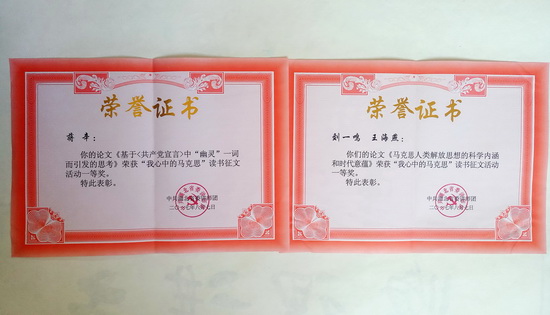 荣誉证书
蒋 幸：
你的论文《基于<共产党宣言>中“幽灵”一词
而引发的思考》荣获“我心中的马克思”读书征文
活动一等奖。
特此表彰。
荣誉证书
刘一鸣 王海燕：
你们的论文《马克思人类解放思想的科学内涵
和时代意蕴》荣获“我心中的马克思”读书征文活动
一等奖。
特此表彰。